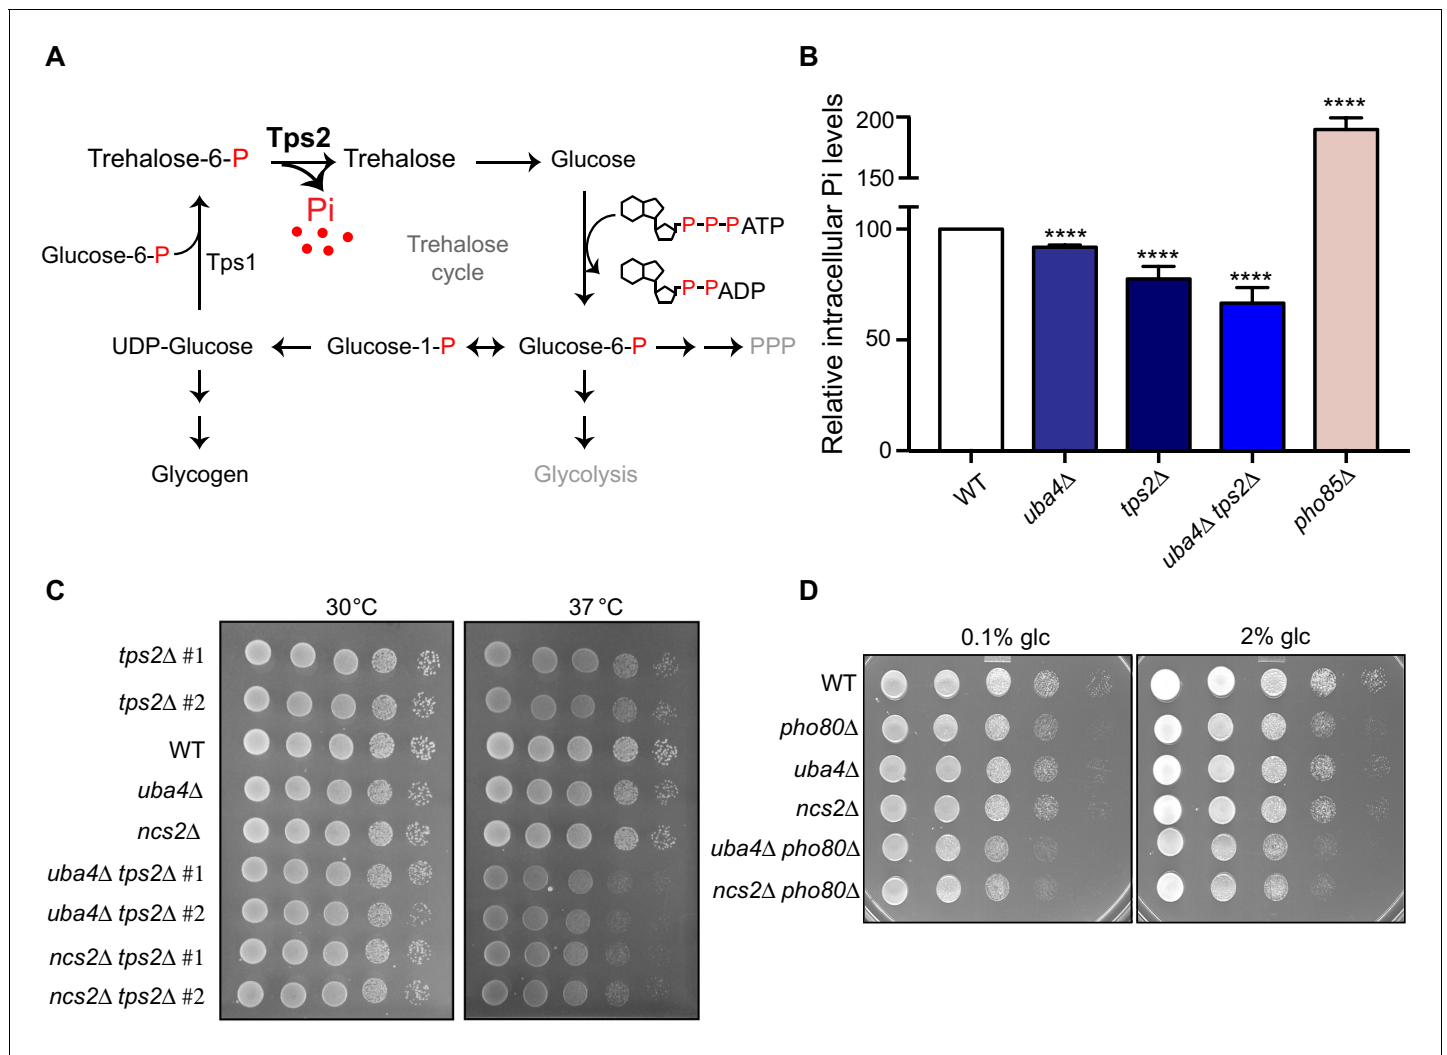 A
Tps2
Trehalose-6-P
Trehalose
Glucose
Pi
P-P-P ATP
Glucose-6-P
Tps1
Trehalose
cycle
P-P ADP
UDP-Glucose
Glucose-1-P
Glucose-6-P
PPP
Glycogen
Glycolysis
B
Relative intracellular Pi levels
200
150
100
50
0
****
****
****
****
****
WT
uba4Δ
tps2Δ
uba4Δ tps2Δ
pho85Δ
C
30°C
37 °C
tps2Δ #1
tps2Δ #2
WT
uba4Δ
ncs2Δ
uba4Δ tps2Δ #1
uba4Δ tps2Δ #2
ncs2Δ tps2Δ #1
ncs2Δ tps2Δ #2
D
0.1% glc
2% glc
WT
pho80Δ
uba4Δ
ncs2Δ
uba4Δ pho80Δ
ncs2Δ pho80Δ